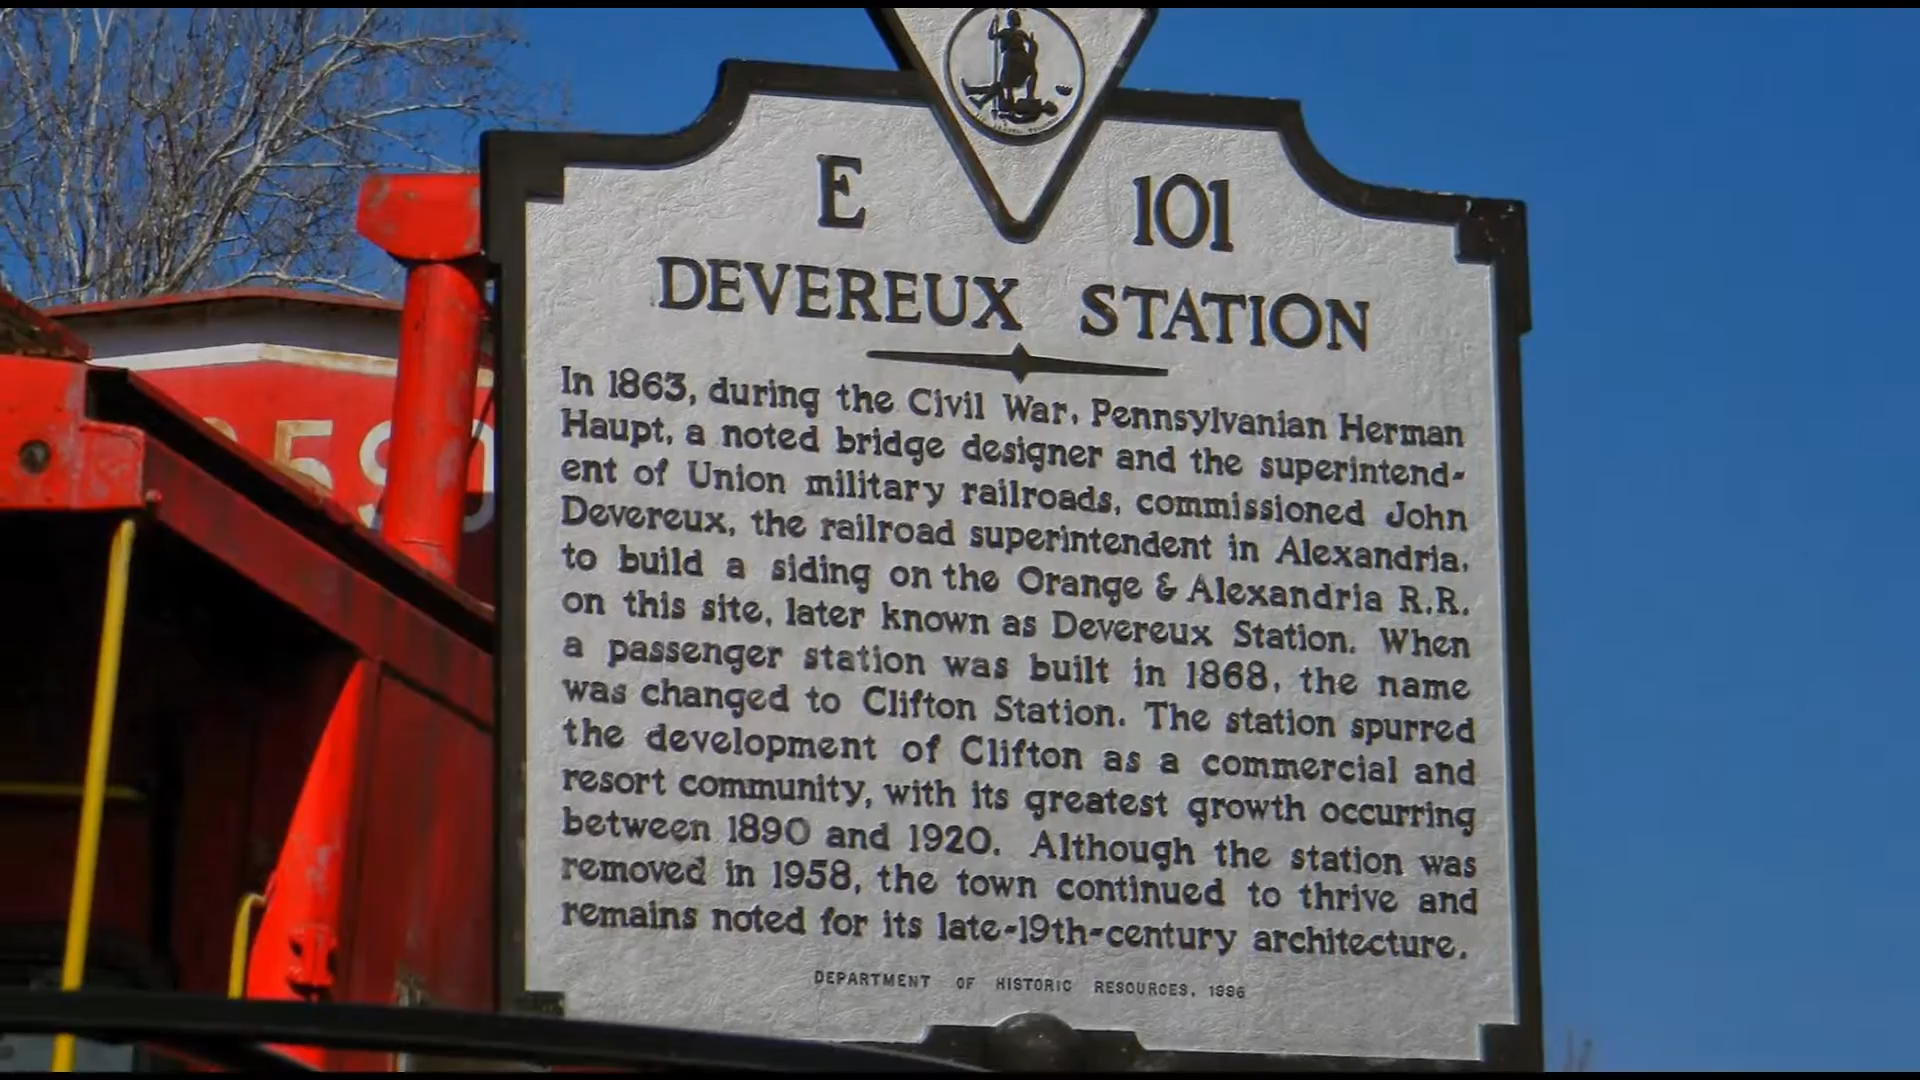 E 101
DEVEREUX STATION
In 1863, during the Civil War, Pennsylvanian Herman
Haupt, a noted bridge designer and the superintend-
ent of Union military railroads, commissioned John
Devereux, the railroad superintendent in Alexandria,
to build a siding on the Orange & Alexandria R.R.
on this site, later known as Devereux Station. When
a passenger station was built in 1868, the name
was changed to Clifton Station. The station spurred
the development of Clifton as a commercial and
resort community, with its greatest growth occurring
between 1890 and 1920. Although the station was
removed in 1958, the town continued to thrive and
remains noted for its late-19th-century architecture.
DEPARTMENT OF HISTORIC RESOURCES, 1996